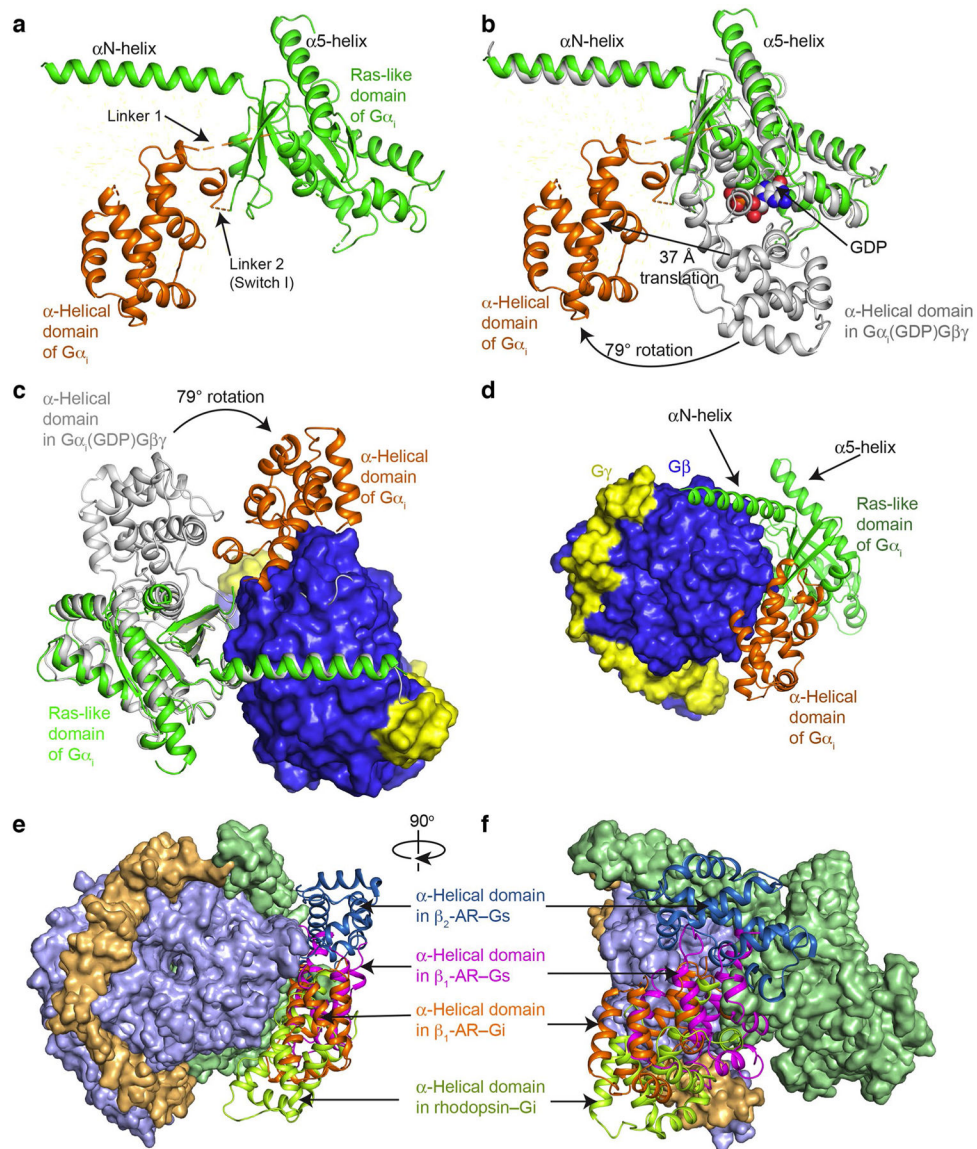 a
αN-helix
α5-helix
Ras-like
domain
of Gαi
Linker 1
Linker 2
(Switch I)
α-Helical
domain
of Gαi
b
αN-helix
α5-helix
GDP
37 Å
translation
α-Helical
domain
of Gαi
79° rotation
α-Helical domain
in Gαi(GDP)Gβγ
c
α-Helical
domain
in Gαi(GDP)Gβγ
79° rotation
α-Helical
domain
of Gαi
Ras-like
domain
of Gαi
d
αN-helix
α5-helix
Gγ
Gβ
Ras-like
domain
of Gαi
α-Helical
domain
of Gαi
e
90°
f
α-Helical domain
in β2-AR–Gs
α-Helical domain
in β1-AR–Gs
α-Helical domain
in β1-AR–Gi
α-Helical domain
in rhodopsin–Gi